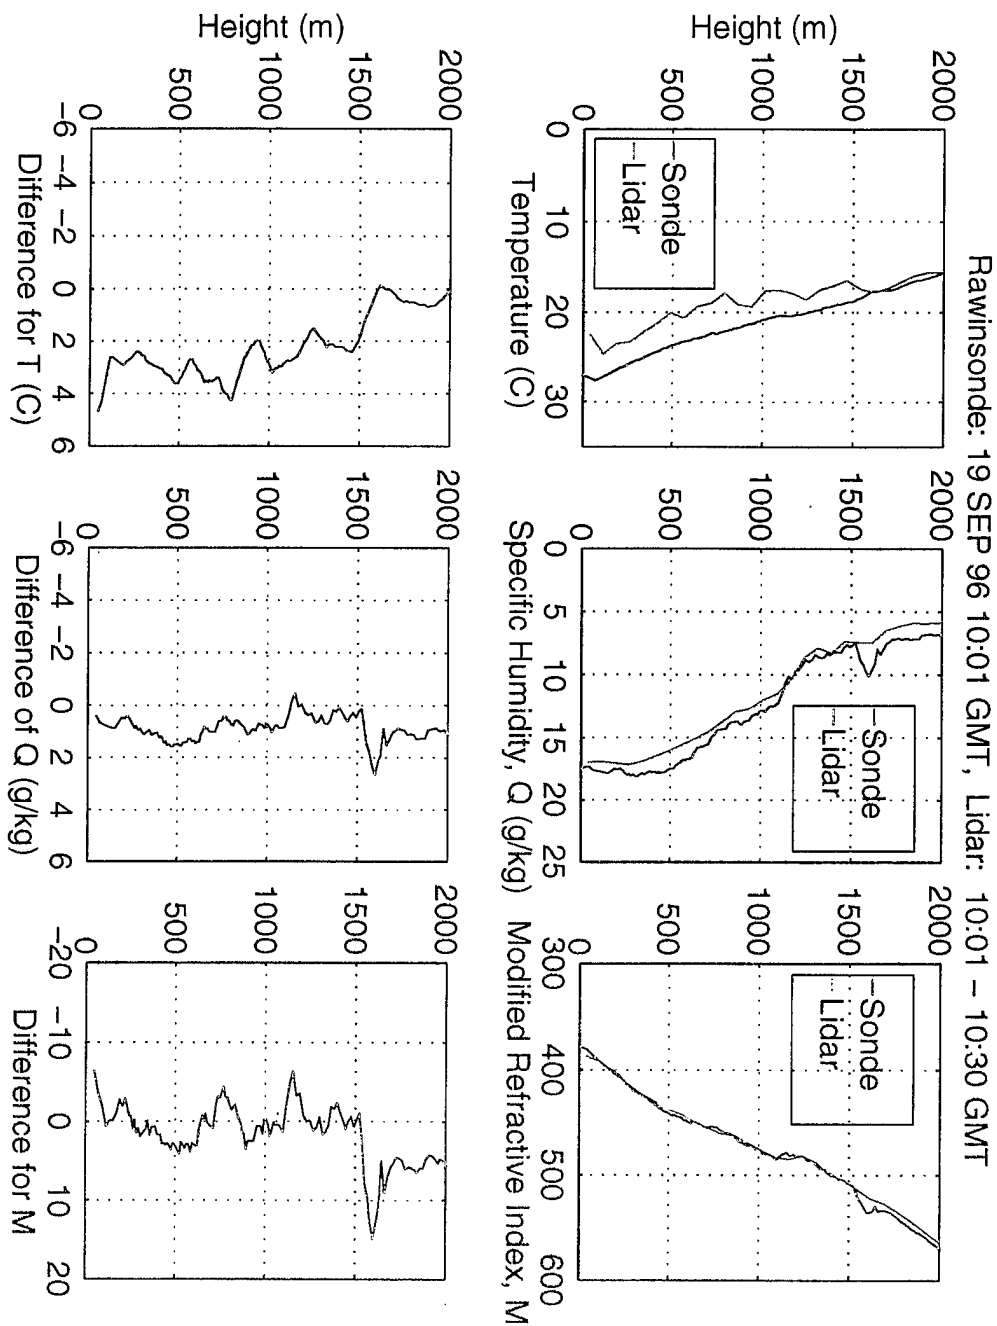 Rawinsonde: 19 SEP 96 10:01 GMT, Lidar: 10:01 – 10:30 GMT
Height (m)
2000
1500
1000
500
0
0 10 20 30
Temperature (C)
Sonde
Lidar
2000
1500
1000
500
0
0 5 10 15 20 25
Specific Humidity, Q (g/kg)
Sonde
Lidar
2000
1500
1000
500
0
300 400 500 600
Modified Refractive Index, M
Sonde
Lidar
Height (m)
2000
1500
1000
500
0
−6 −4 −2 0 2 4 6
Difference for T (C)
2000
1500
1000
500
0
−6 −4 −2 0 2 4 6
Difference of Q (g/kg)
2000
1500
1000
500
0
−20 −10 0 10 20
Difference for M